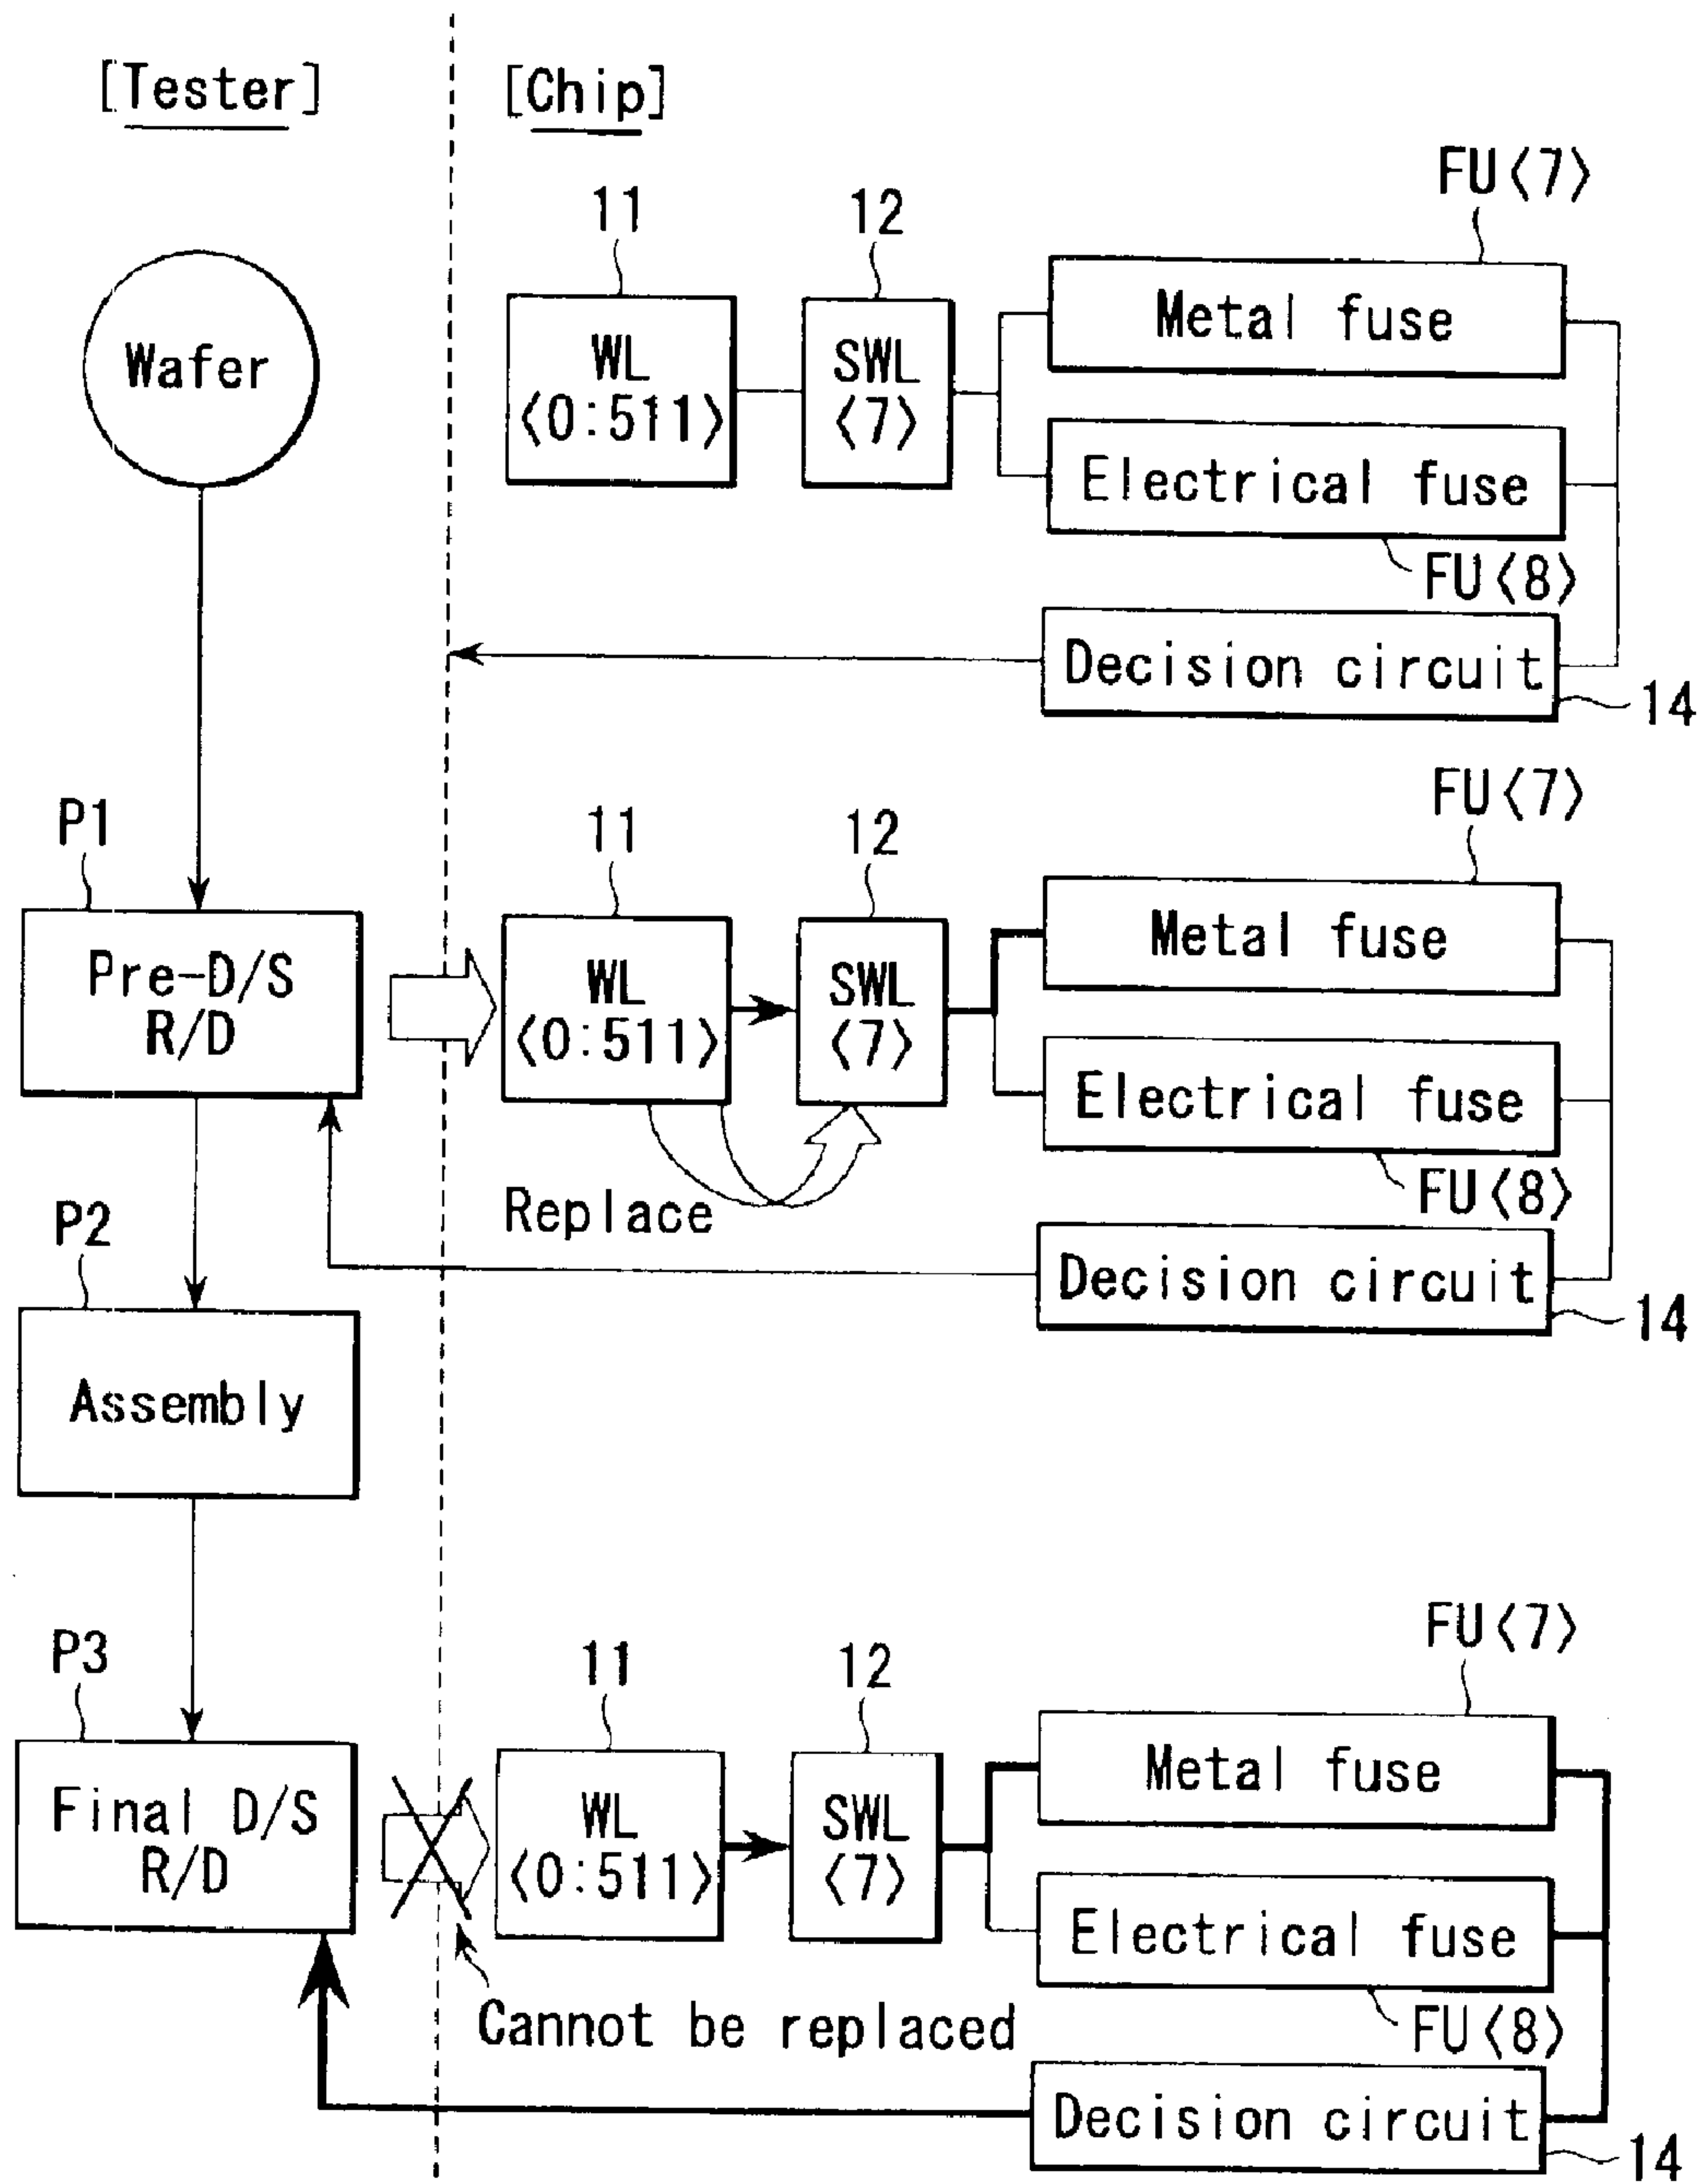 [Tester]
[Chip]
FU〈7〉
11
12
Wafer
WL
〈0:511〉
SWL
〈7〉
Metal fuse
Electrical fuse
FU〈8〉
Decision circuit
14
P1
Pre-D/S
R/D
11
12
FU〈7〉
WL
〈0:511〉
SWL
〈7〉
Metal fuse
Electrical fuse
FU〈8〉
Replace
Decision circuit
14
P2
Assembly
P3
Final D/S
R/D
11
12
FU〈7〉
WL
〈0:511〉
SWL
〈7〉
Metal fuse
Electrical fuse
FU〈8〉
Cannot be replaced
Decision circuit
14